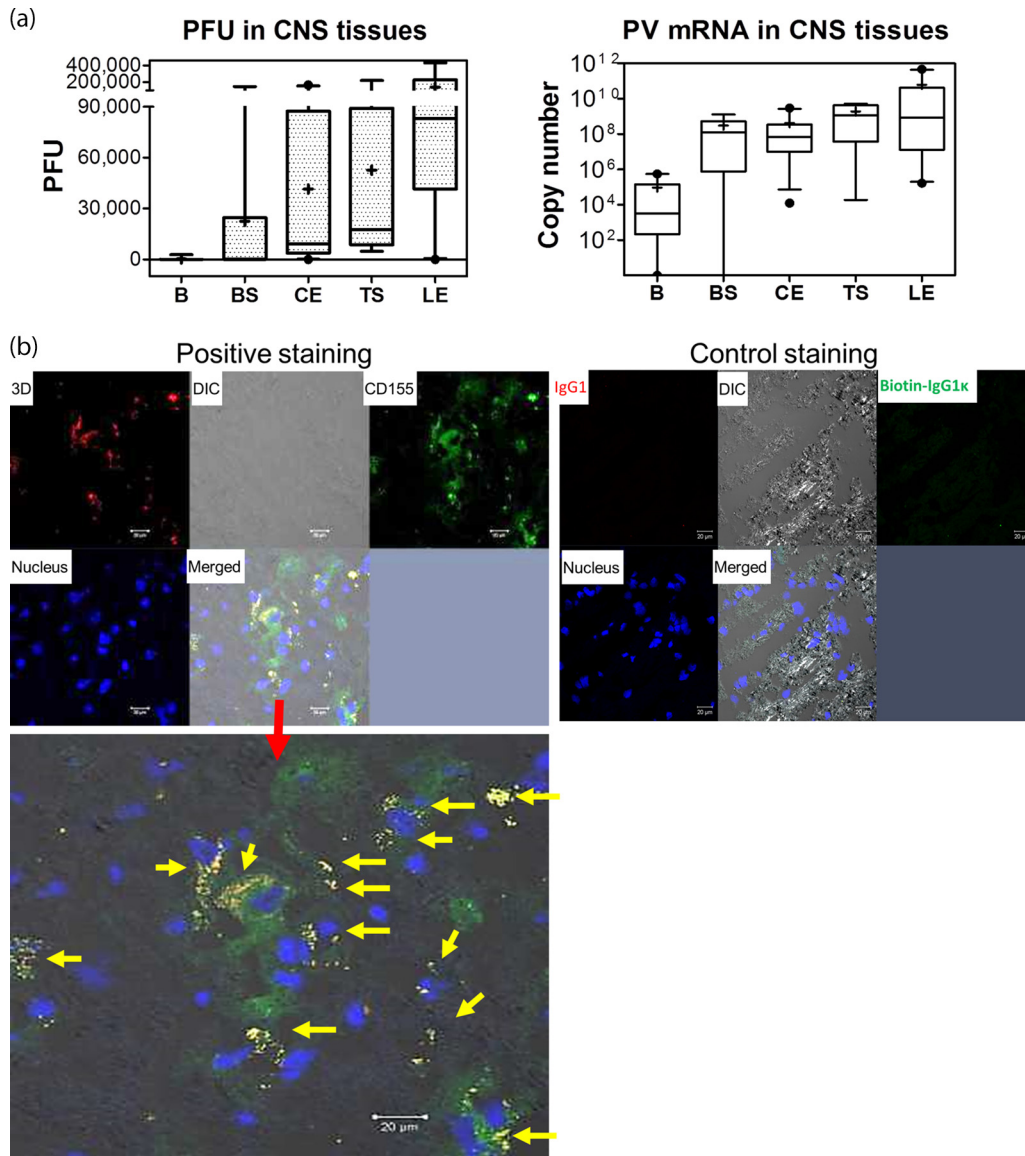 (a)
PFU in CNS tissues
400,000
200,000
90,000
60,000
30,000
0
PFU
B BS CE TS LE
PV mRNA in CNS tissues
10^12
10^10
10^8
10^6
10^4
10^2
Copy number
B BS CE TS LE
(b)
Positive staining
3D DIC CD155
Nucleus Merged
Control staining
IgG1 DIC Biotin-IgG1κ
20 μm 20 μm 20 μm
Nucleus Merged
20 μm 20 μm
20 μm